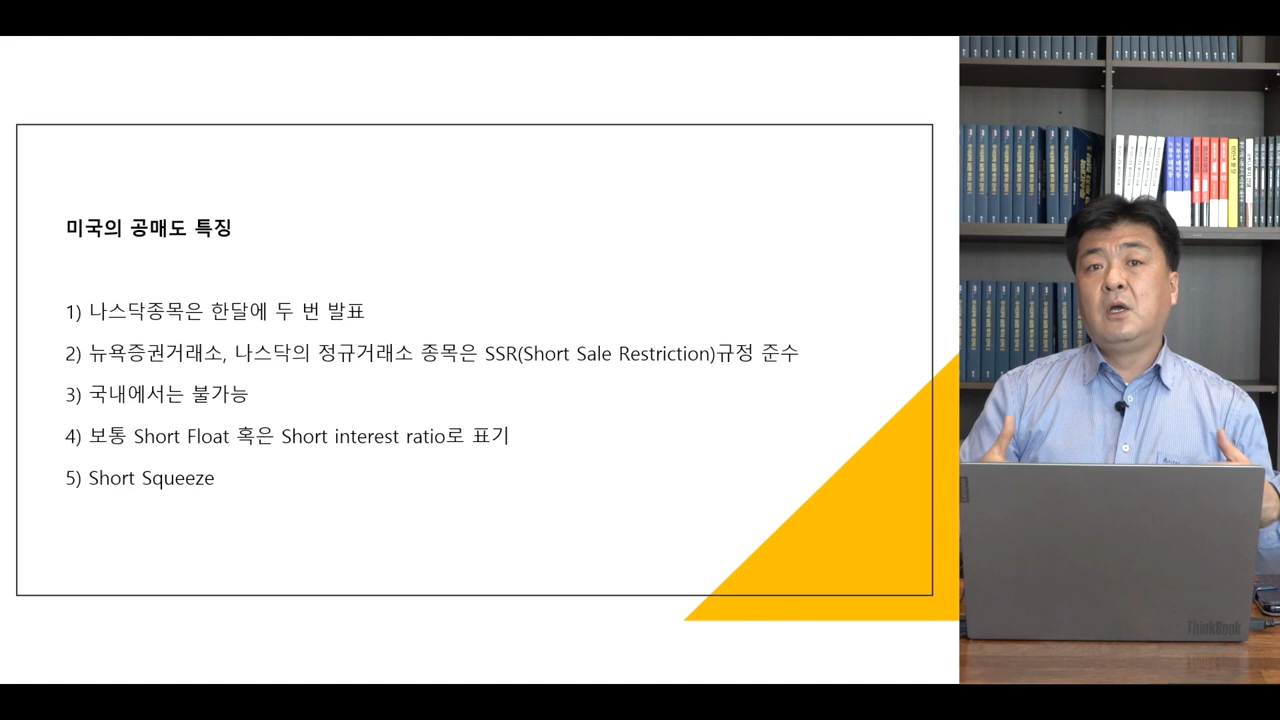 미국의 공매도 특징
1) 나스닥종목은 한달에 두 번 발표
2) 뉴욕증권거래소, 나스닥의 정규거래소 종목은 SSR(Short Sale Restriction)규정 준수
3) 국내에서는 불가능
4) 보통 Short Float 혹은 Short interest ratio로 표기
5) Short Squeeze
ThinkBook